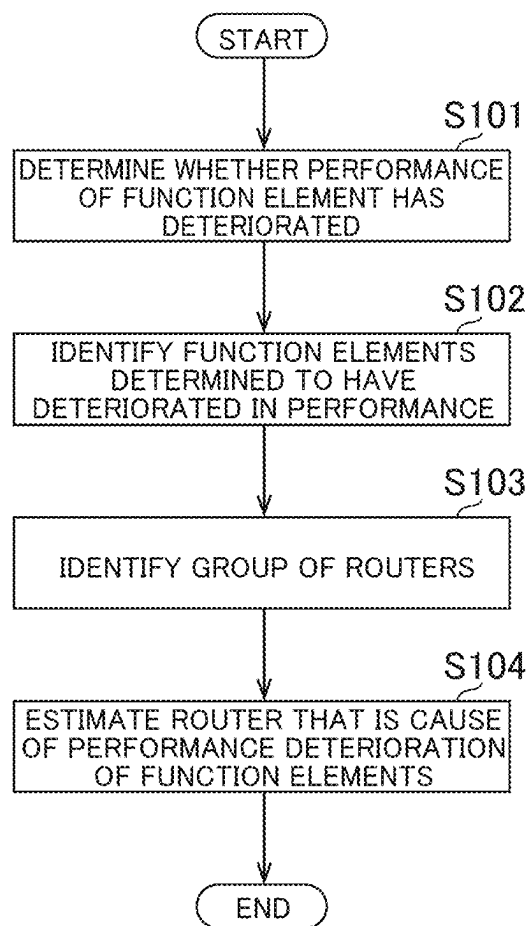 START
S101
DETERMINE WHETHER PERFORMANCE
OF FUNCTION ELEMENT HAS
DETERIORATED
S102
IDENTIFY FUNCTION ELEMENTS
DETERMINED TO HAVE
DETERIORATED IN PERFORMANCE
S103
IDENTIFY GROUP OF ROUTERS
S104
ESTIMATE ROUTER THAT IS CAUSE
OF PERFORMANCE DETERIORATION
OF FUNCTION ELEMENTS
END